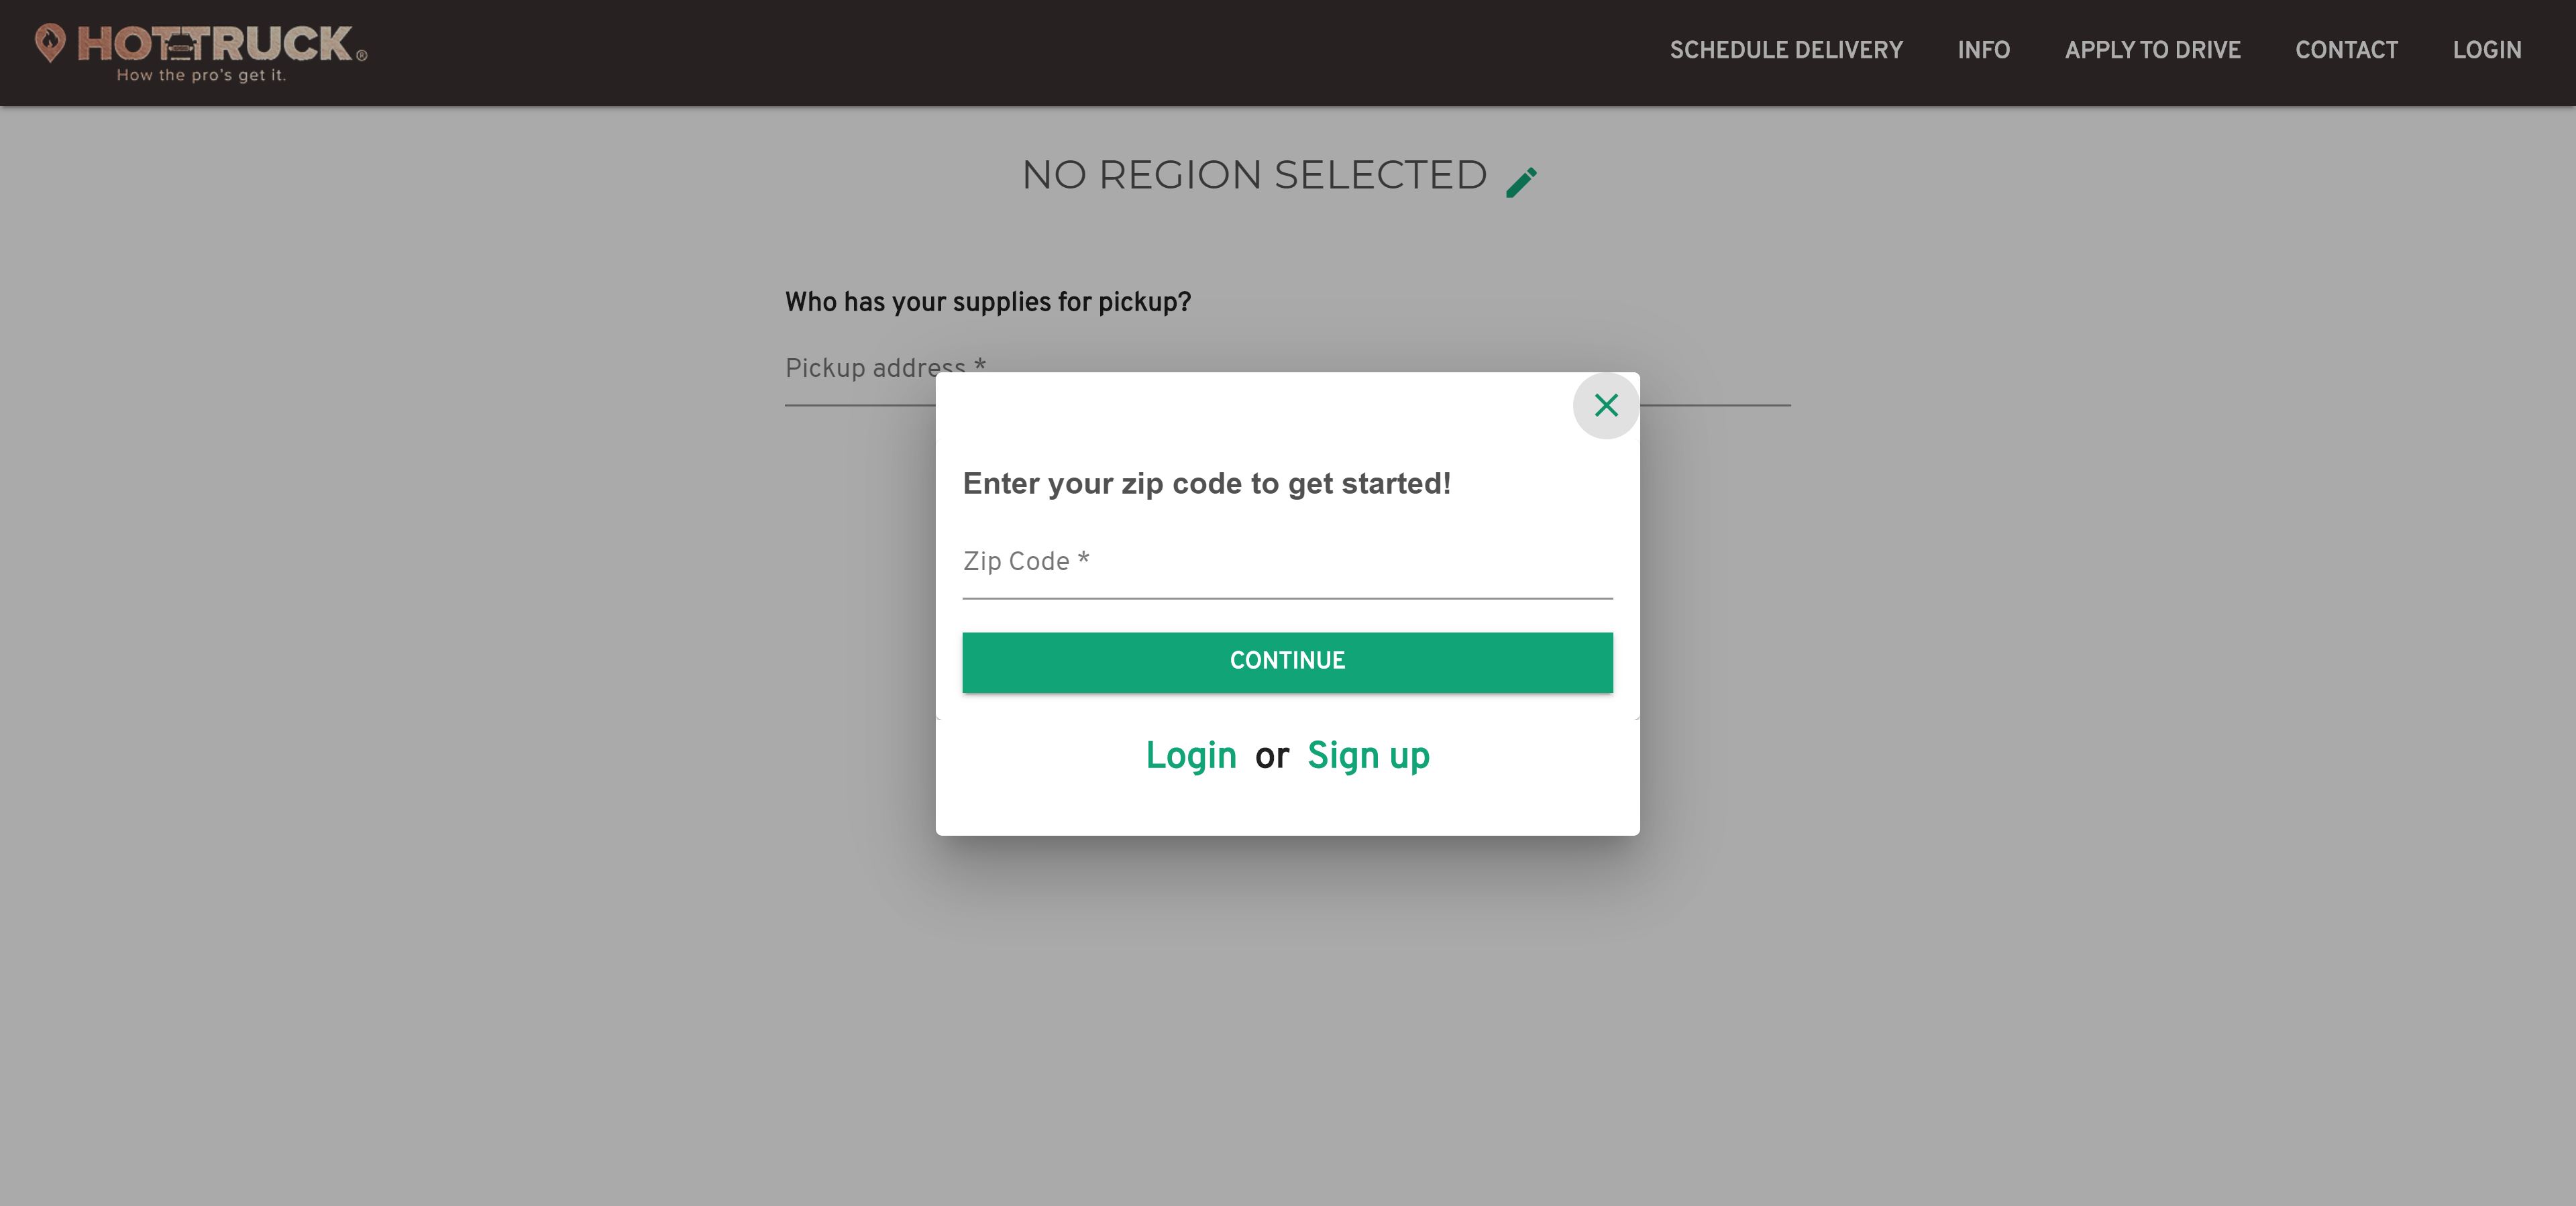 HOTTRUCK®
How the pro's get it.
SCHEDULE DELIVERY INFO APPLY TO DRIVE CONTACT LOGIN
NO REGION SELECTED
Who has your supplies for pickup?
Pickup address *
Enter your zip code to get started!
Zip Code *
CONTINUE
Login or Sign up